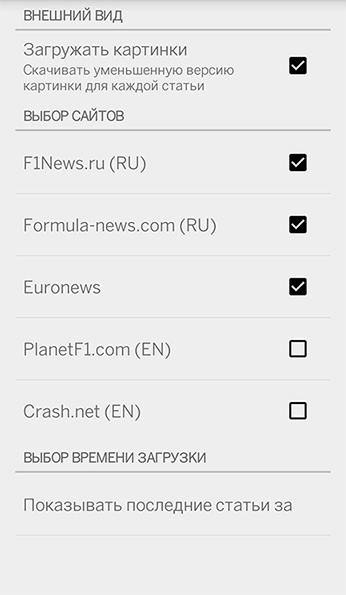 ВНЕШНИЙ ВИД
Загружать картинки
Скачивать уменьшенную версию
картинки для каждой статьи
ВЫБОР САЙТОВ
F1News.ru (RU)
Formula-news.com (RU)
Euronews
PlanetF1.com (EN)
Crash.net (EN)
ВЫБОР ВРЕМЕНИ ЗАГРУЗКИ
Показывать последние статьи за